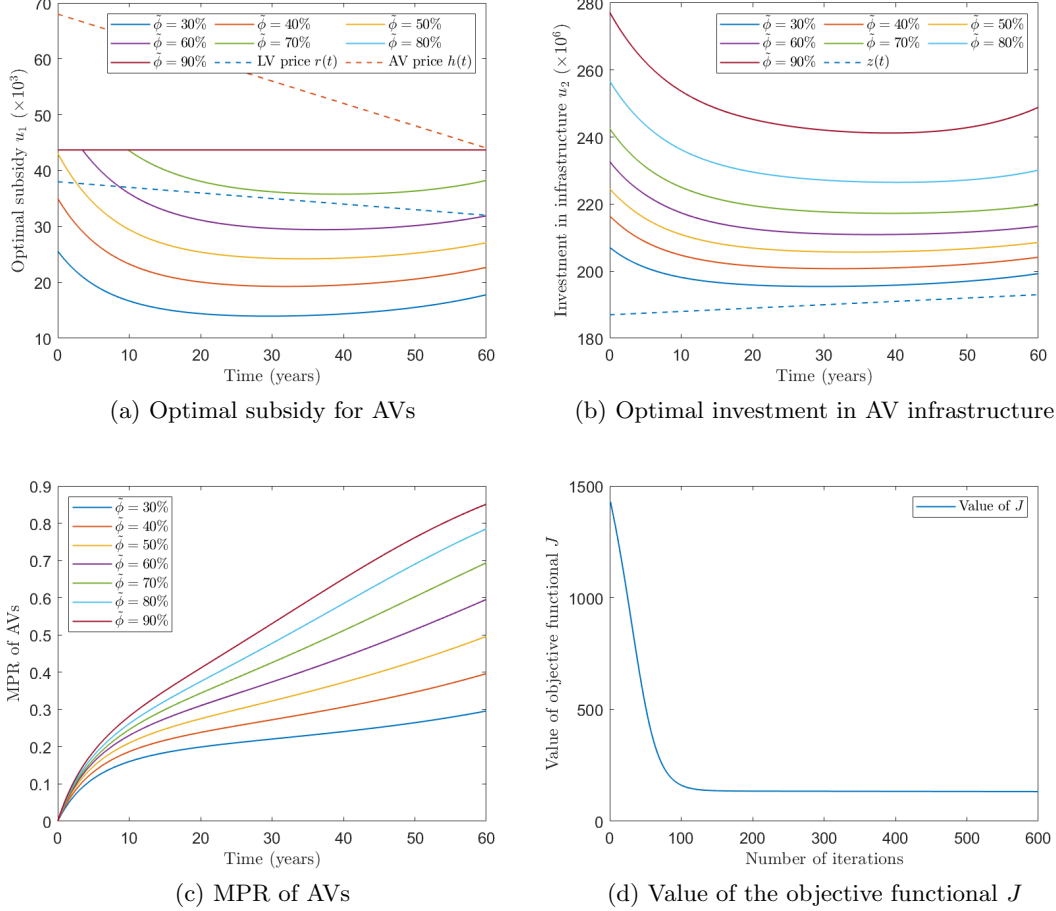 Optimal subsidy u₁ (×10³)
70
60
50
40
30
20
10
0 10 20 30 40 50 60
Time (years)
ϕ̃ = 30% ϕ̃ = 40% ϕ̃ = 50%
ϕ̃ = 60% ϕ̃ = 70% ϕ̃ = 80%
ϕ̃ = 90% LV price r(t) AV price h(t)
(a) Optimal subsidy for AVs
Investment in infrastructure u₂ (×10⁶)
280
260
240
220
200
180
0 10 20 30 40 50 60
Time (years)
ϕ̃ = 30% ϕ̃ = 40% ϕ̃ = 50%
ϕ̃ = 60% ϕ̃ = 70% ϕ̃ = 80%
ϕ̃ = 90% z(t)
(b) Optimal investment in AV infrastructure
MPR of AVs
0.9
0.8
0.7
0.6
0.5
0.4
0.3
0.2
0.1
0
0 10 20 30 40 50 60
Time (years)
ϕ̃ = 30%
ϕ̃ = 40%
ϕ̃ = 50%
ϕ̃ = 60%
ϕ̃ = 70%
ϕ̃ = 80%
ϕ̃ = 90%
(c) MPR of AVs
Value of objective functional J
1500
1000
500
0
0 100 200 300 400 500 600
Number of iterations
Value of J
(d) Value of the objective functional J